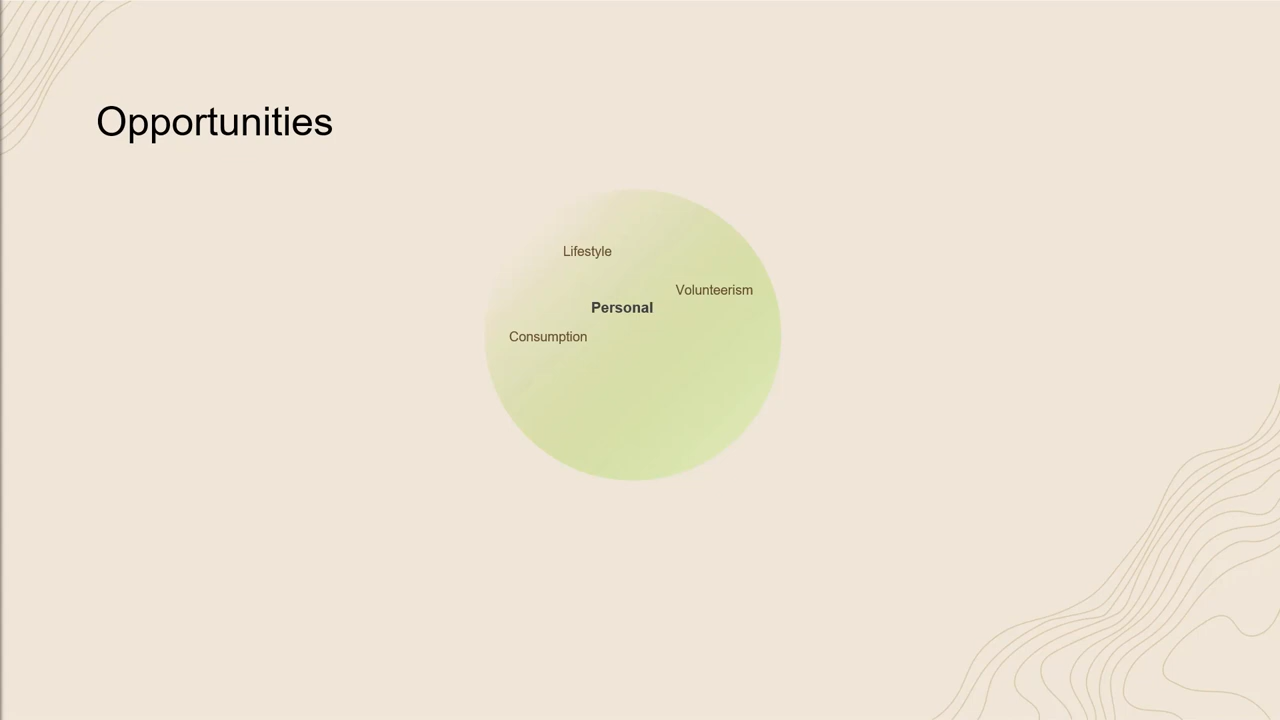 Opportunities
Lifestyle
Volunteerism
Personal
Consumption